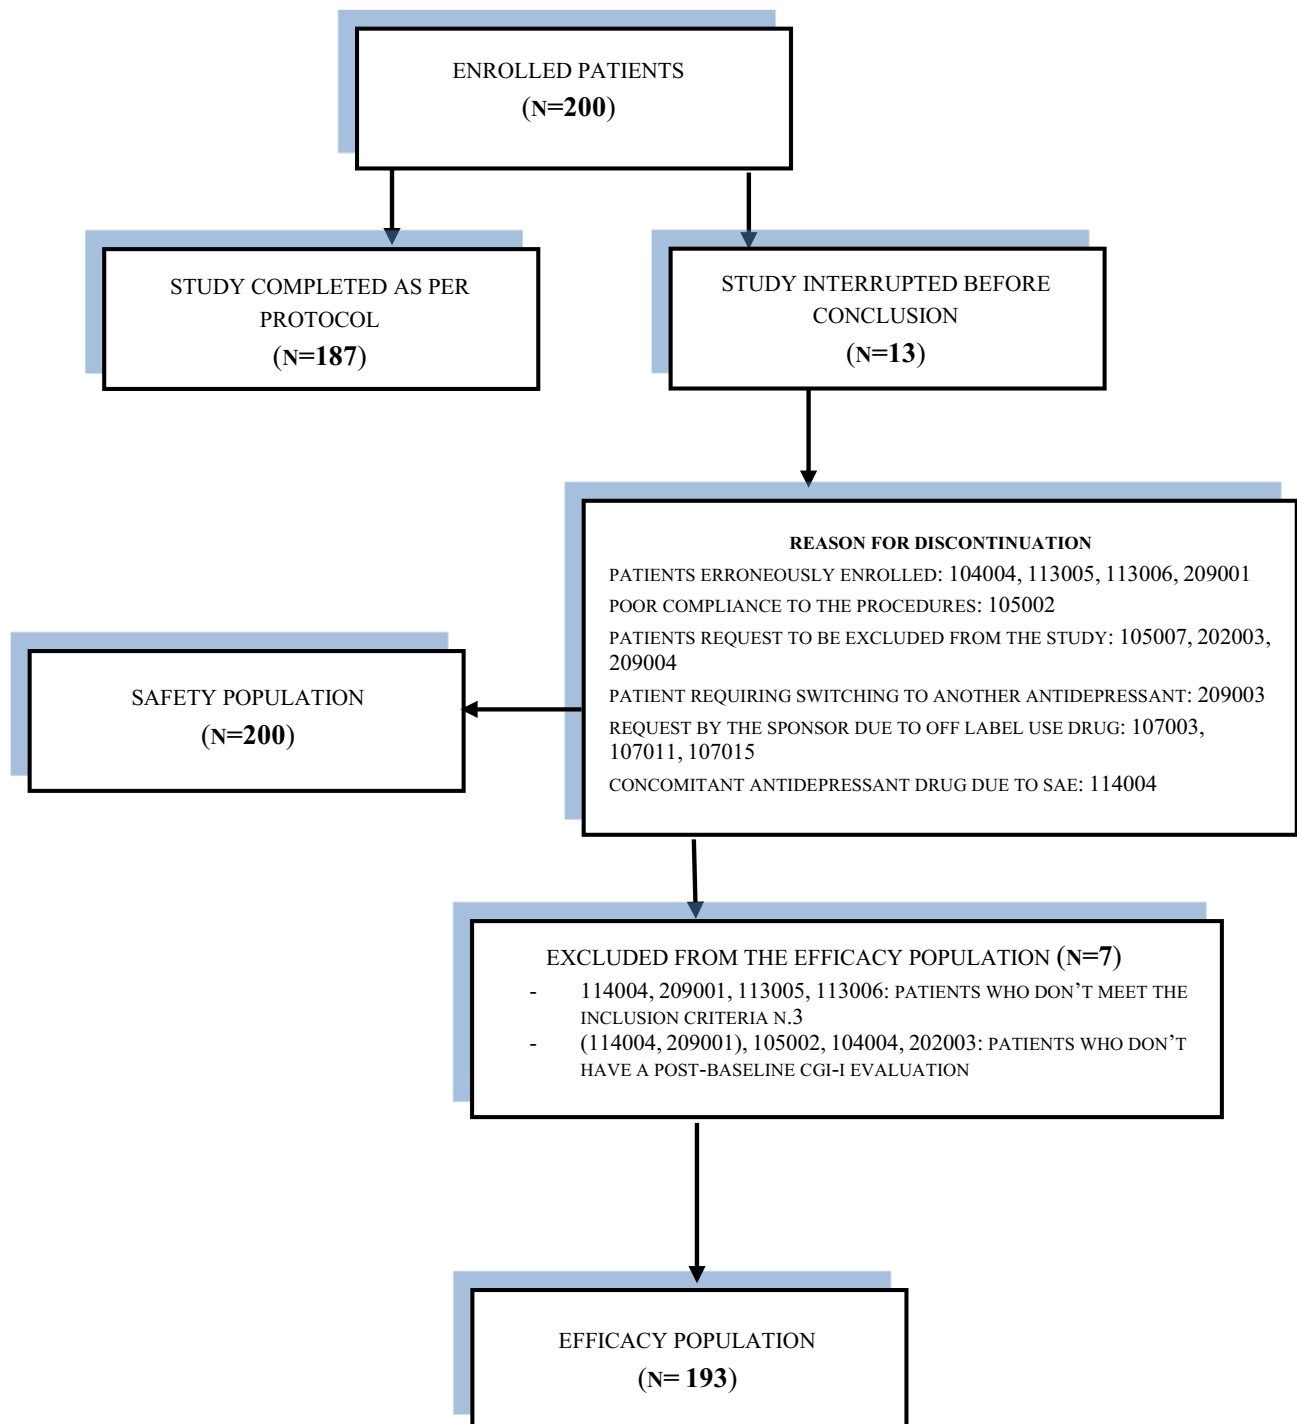 ENROLLED PATIENTS
(N=200)
STUDY COMPLETED AS PER
PROTOCOL
(N=187)
STUDY INTERRUPTED BEFORE
CONCLUSION
(N=13)
REASON FOR DISCONTINUATION
PATIENTS ERRONEOUSLY ENROLLED: 104004, 113005, 113006, 209001
POOR COMPLIANCE TO THE PROCEDURES: 105002
PATIENTS REQUEST TO BE EXCLUDED FROM THE STUDY: 105007, 202003,
209004
PATIENT REQUIRING SWITCHING TO ANOTHER ANTIDEPRESSANT: 209003
REQUEST BY THE SPONSOR DUE TO OFF LABEL USE DRUG: 107003,
107011, 107015
CONCOMITANT ANTIDEPRESSANT DRUG DUE TO SAE: 114004
SAFETY POPULATION
(N=200)
EXCLUDED FROM THE EFFICACY POPULATION (N=7)
- 114004, 209001, 113005, 113006: PATIENTS WHO DON’T MEET THE
INCLUSION CRITERIA N.3
- (114004, 209001), 105002, 104004, 202003: PATIENTS WHO DON’T
HAVE A POST-BASELINE CGI-I EVALUATION
EFFICACY POPULATION
(N= 193)